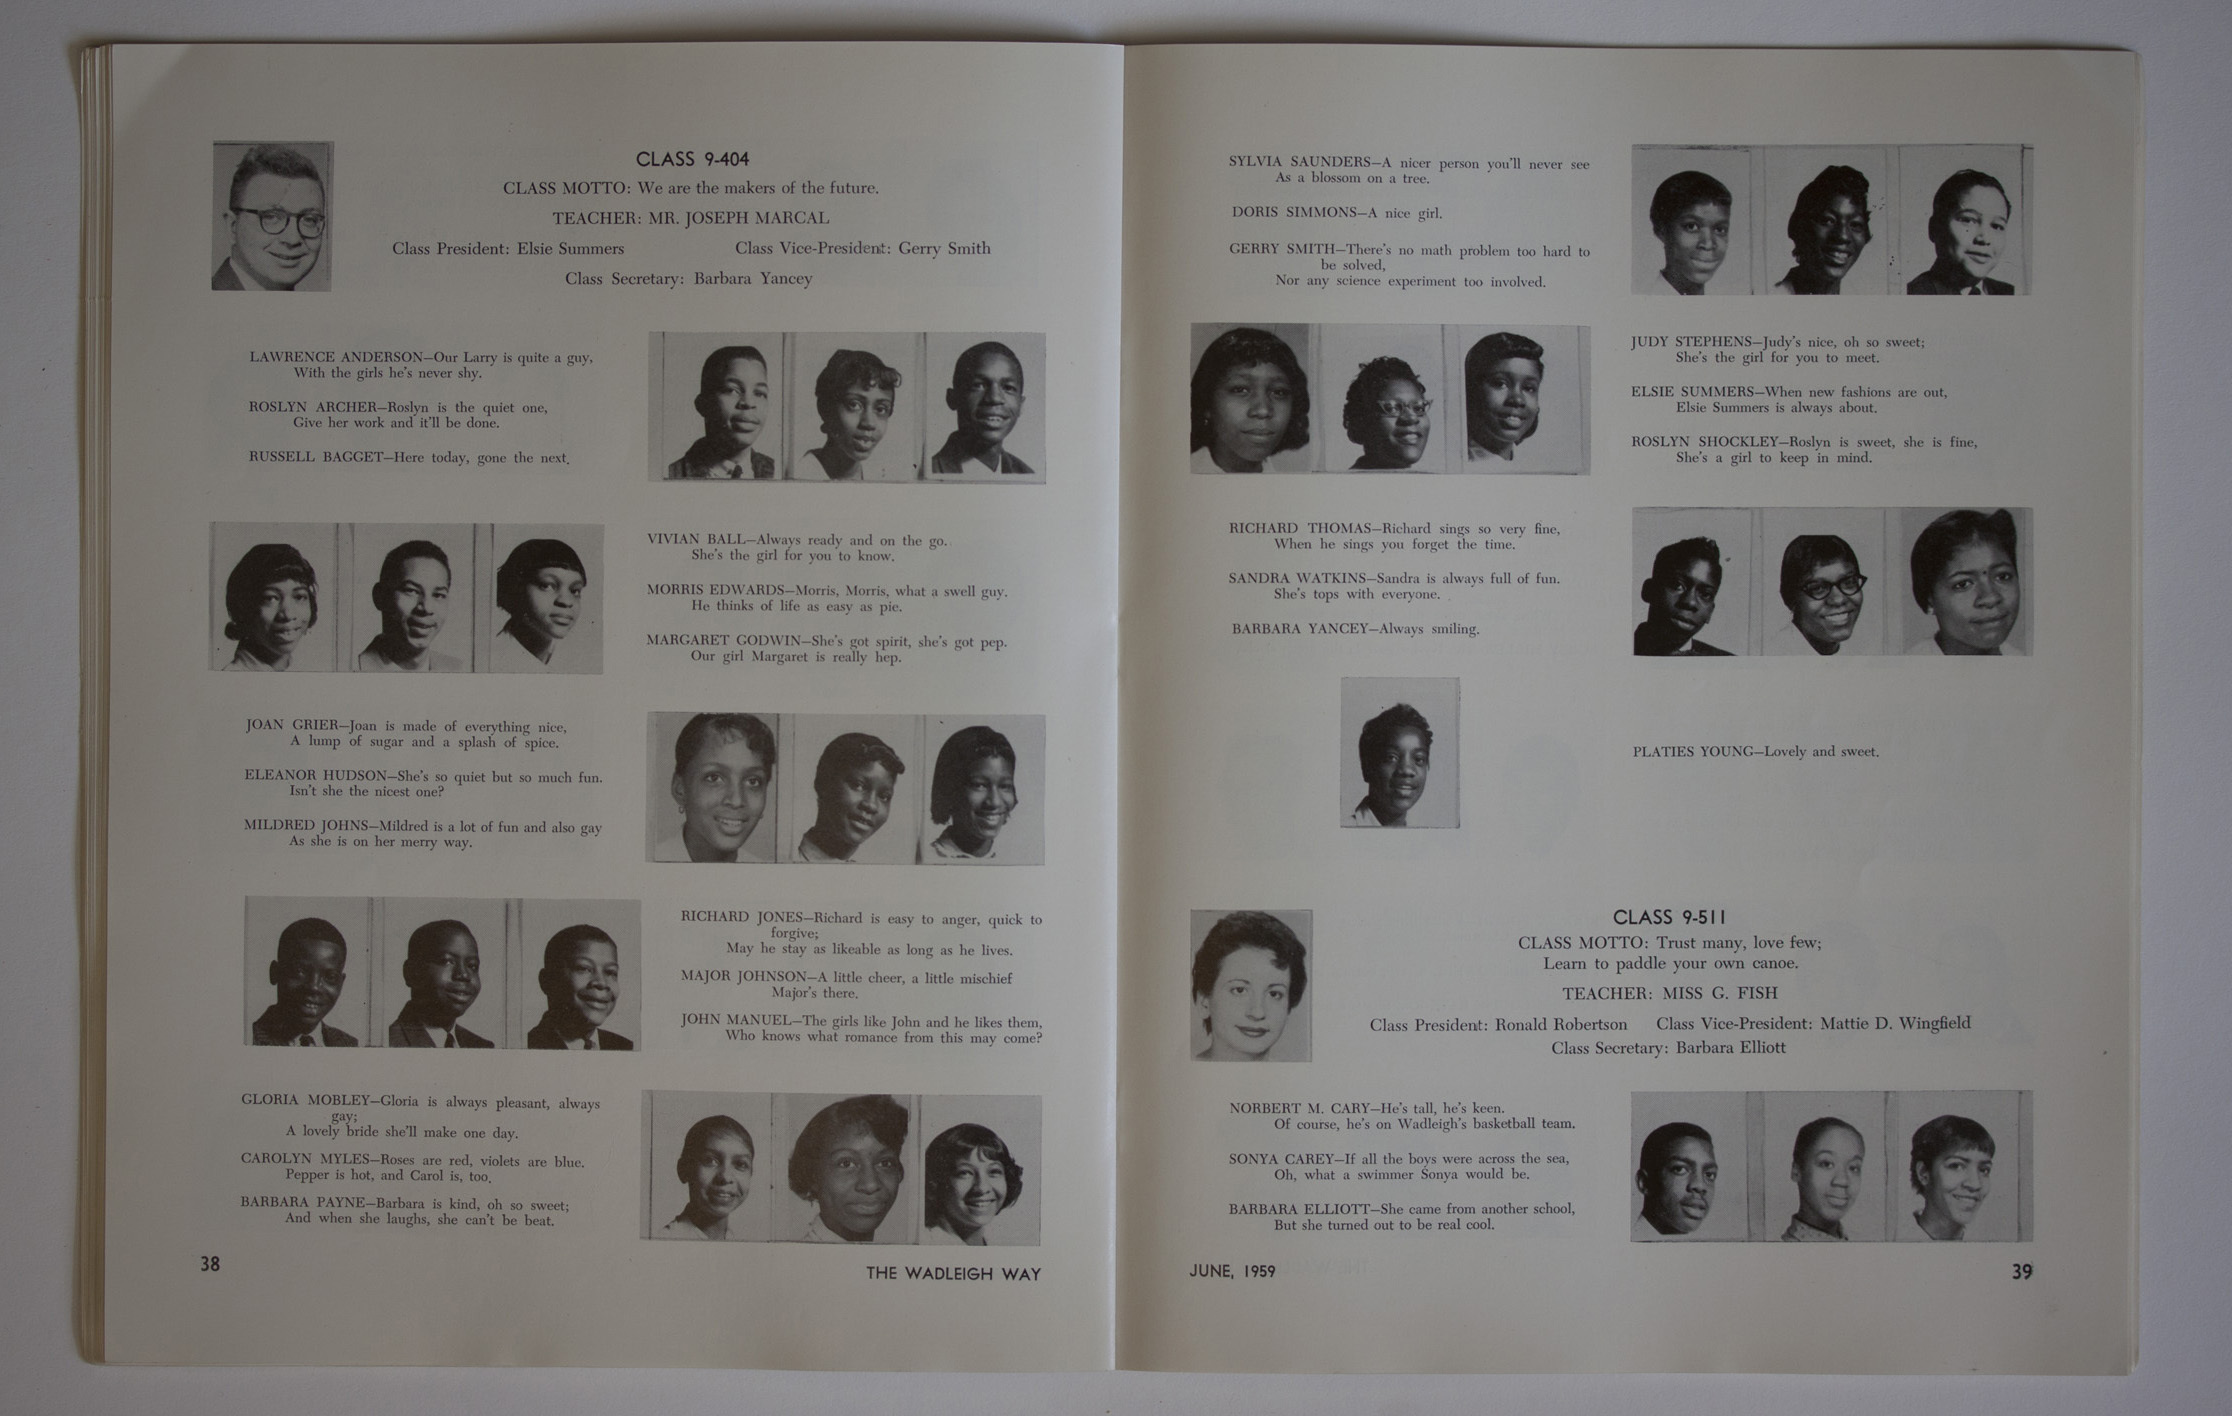 CLASS 9-404
CLASS MOTTO: We are the makers of the future.
TEACHER: MR. JOSEPH MARCAL
Class President: Elsie Summers Class Vice-President: Gerry Smith
Class Secretary: Barbara Yancey
LAWRENCE ANDERSON—Our Larry is quite a guy,
With the girls he's never shy.
ROSLYN ARCHER—Roslyn is the quiet one,
Give her work and it'll be done.
RUSSELL BAGGET—Here today, gone the next.
VIVIAN BALL—Always ready and on the go.
She's the girl for you to know.
MORRIS EDWARDS—Morris, Morris, what a swell guy.
He thinks of life as easy as pie.
MARGARET GODWIN—She's got spirit, she's got pep.
Our girl Margaret is really hep.
JOAN GRIER—Joan is made of everything nice,
A lump of sugar and a splash of spice.
ELEANOR HUDSON—She's so quiet but so much fun.
Isn't she the nicest one?
MILDRED JOHNS—Mildred is a lot of fun and also gay
As she is on her merry way.
RICHARD JONES—Richard is easy to anger, quick to
forgive;
May he stay as likeable as long as he lives.
MAJOR JOHNSON—A little cheer, a little mischief
Major's there.
JOHN MANUEL—The girls like John and he likes them,
Who knows what romance from this may come?
GLORIA MOBLEY—Gloria is always pleasant, always
gay;
A lovely bride she'll make one day.
CAROLYN MYLES—Roses are red, violets are blue.
Pepper is hot, and Carol is, too.
BARBARA PAYNE—Barbara is kind, oh so sweet;
And when she laughs, she can't be beat.
38
THE WADLEIGH WAY
SYLVIA SAUNDERS—A nicer person you'll never see
As a blossom on a tree.
DORIS SIMMONS—A nice girl.
GERRY SMITH—There's no math problem too hard to
be solved,
Nor any science experiment too involved.
JUDY STEPHENS—Judy's nice, oh so sweet;
She's the girl for you to meet.
ELSIE SUMMERS—When new fashions are out,
Elsie Summers is always about.
ROSLYN SHOCKLEY—Roslyn is sweet, she is fine,
She's a girl to keep in mind.
RICHARD THOMAS—Richard sings so very fine,
When he sings you forget the time.
SANDRA WATKINS—Sandra is always full of fun.
She's tops with everyone.
BARBARA YANCEY—Always smiling.
PLATIES YOUNG—Lovely and sweet.
CLASS 9-511
CLASS MOTTO: Trust many, love few;
Learn to paddle your own canoe.
TEACHER: MISS G. FISH
Class President: Ronald Robertson Class Vice-President: Mattie D. Wingfield
Class Secretary: Barbara Elliott
NORBERT M. CARY—He's tall, he's keen.
Of course, he's on Wadleigh's basketball team.
SONYA CAREY—If all the boys were across the sea,
Oh, what a swimmer Sonya would be.
BARBARA ELLIOTT—She came from another school,
But she turned out to be real cool.
JUNE, 1959
39